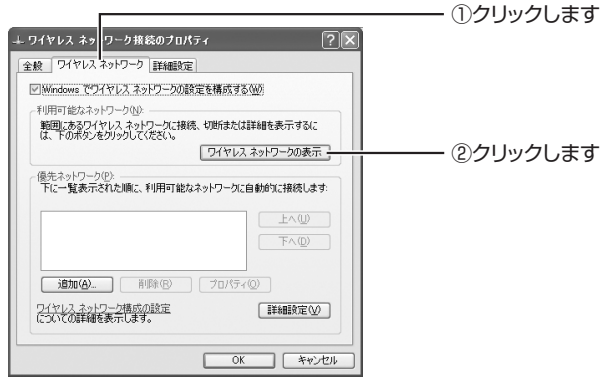 ①クリックします
ワイヤレス ネットワーク接続のプロパティ
全般 ワイヤレス ネットワーク 詳細設定
Windows でワイヤレス ネットワークの設定を構成する(W)
利用可能なネットワーク(N):
範囲にあるワイヤレス ネットワークに接続、切断または詳細を表示するに
は、下のボタンをクリックしてください。
ワイヤレス ネットワークの表示
②クリックします
優先ネットワーク(P):
下に一覧表示された順に、利用可能なネットワークに自動的に接続します:
上へ(U)
下へ(D)
追加(A)... 削除(R) プロパティ(O)
ワイヤレス ネットワーク構成の設定
についての詳細を表示します。
詳細設定(V)
OK キャンセル